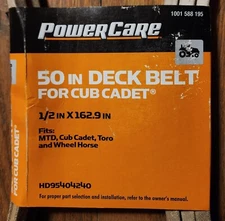 PowerCare
1001 588 195
50 IN DECK BELT
FOR CUB CADET®
1/2 IN X 162.9 IN
Fits:
MTD, Cub Cadet, Toro
and Wheel Horse
HD95404240
For proper part selection and installation, refer to the owner's manual.